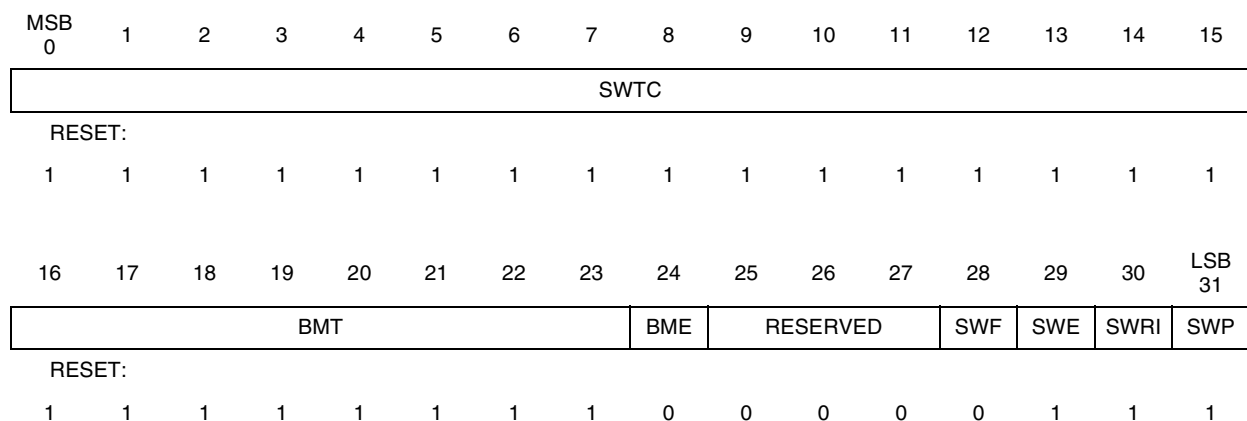 MSB
0 1 2 3 4 5 6 7 8 9 10 11 12 13 14 15
SWTC
RESET:
1 1 1 1 1 1 1 1 1 1 1 1 1 1 1 1
LSB
16 17 18 19 20 21 22 23 24 25 26 27 28 29 30 31
BMT BME RESERVED SWF SWE SWRI SWP
RESET:
1 1 1 1 1 1 1 1 0 0 0 0 0 1 1 1